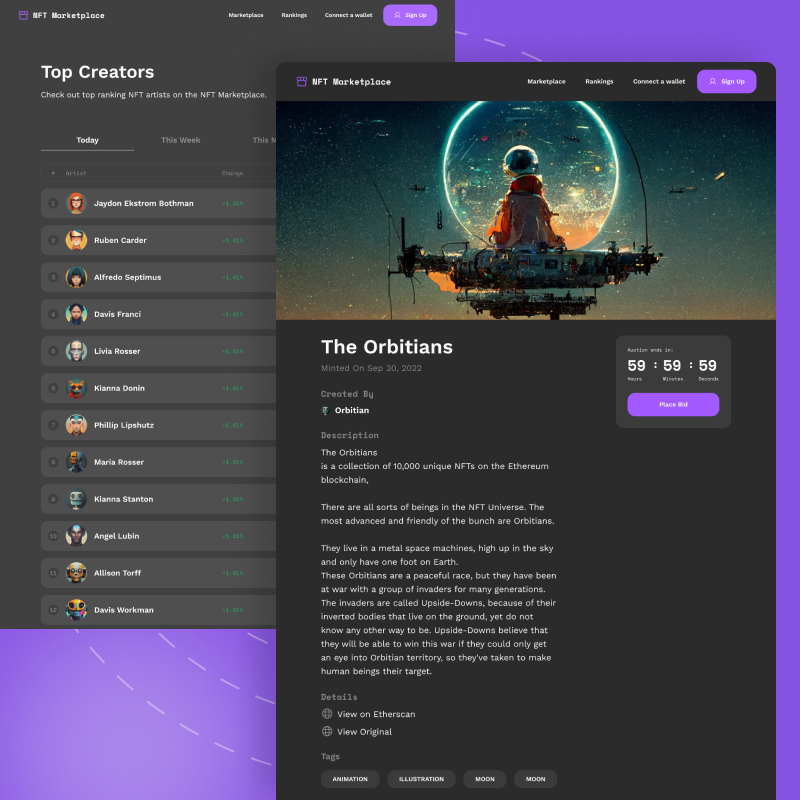 NFT Marketplace
Marketplace Rankings Connect a wallet Sign Up
Top Creators
Check out top ranking NFT artists on the NFT Marketplace.
Today This Week This M
# Artist Change
1 Jaydon Ekstrom Bothman +1.41%
2 Ruben Carder +1.41%
3 Alfredo Septimus +1.41%
4 Davis Franci +1.41%
5 Livia Rosser +1.41%
6 Kianna Donin +1.41%
7 Phillip Lipshutz +1.41%
8 Maria Rosser +1.41%
9 Kianna Stanton +1.41%
10 Angel Lubin +1.41%
11 Allison Torff +1.41%
12 Davis Workman +1.41%
NFT Marketplace
Marketplace Rankings Connect a wallet Sign Up
The Orbitians
Minted On Sep 30, 2022
Created By
Orbitian
Description
The Orbitians
is a collection of 10,000 unique NFTs on the Ethereum
blockchain,
There are all sorts of beings in the NFT Universe. The
most advanced and friendly of the bunch are Orbitians.
They live in a metal space machines, high up in the sky
and only have one foot on Earth.
These Orbitians are a peaceful race, but they have been
at war with a group of invaders for many generations.
The invaders are called Upside-Downs, because of their
inverted bodies that live on the ground, yet do not
know any other way to be. Upside-Downs believe that
they will be able to win this war if they could only get
an eye into Orbitian territory, so they've taken to make
human beings their target.
Details
View on Etherscan
View Original
Tags
ANIMATION ILLUSTRATION MOON MOON
Auction ends in:
59 : 59 : 59
Hours Minutes Seconds
Place Bid